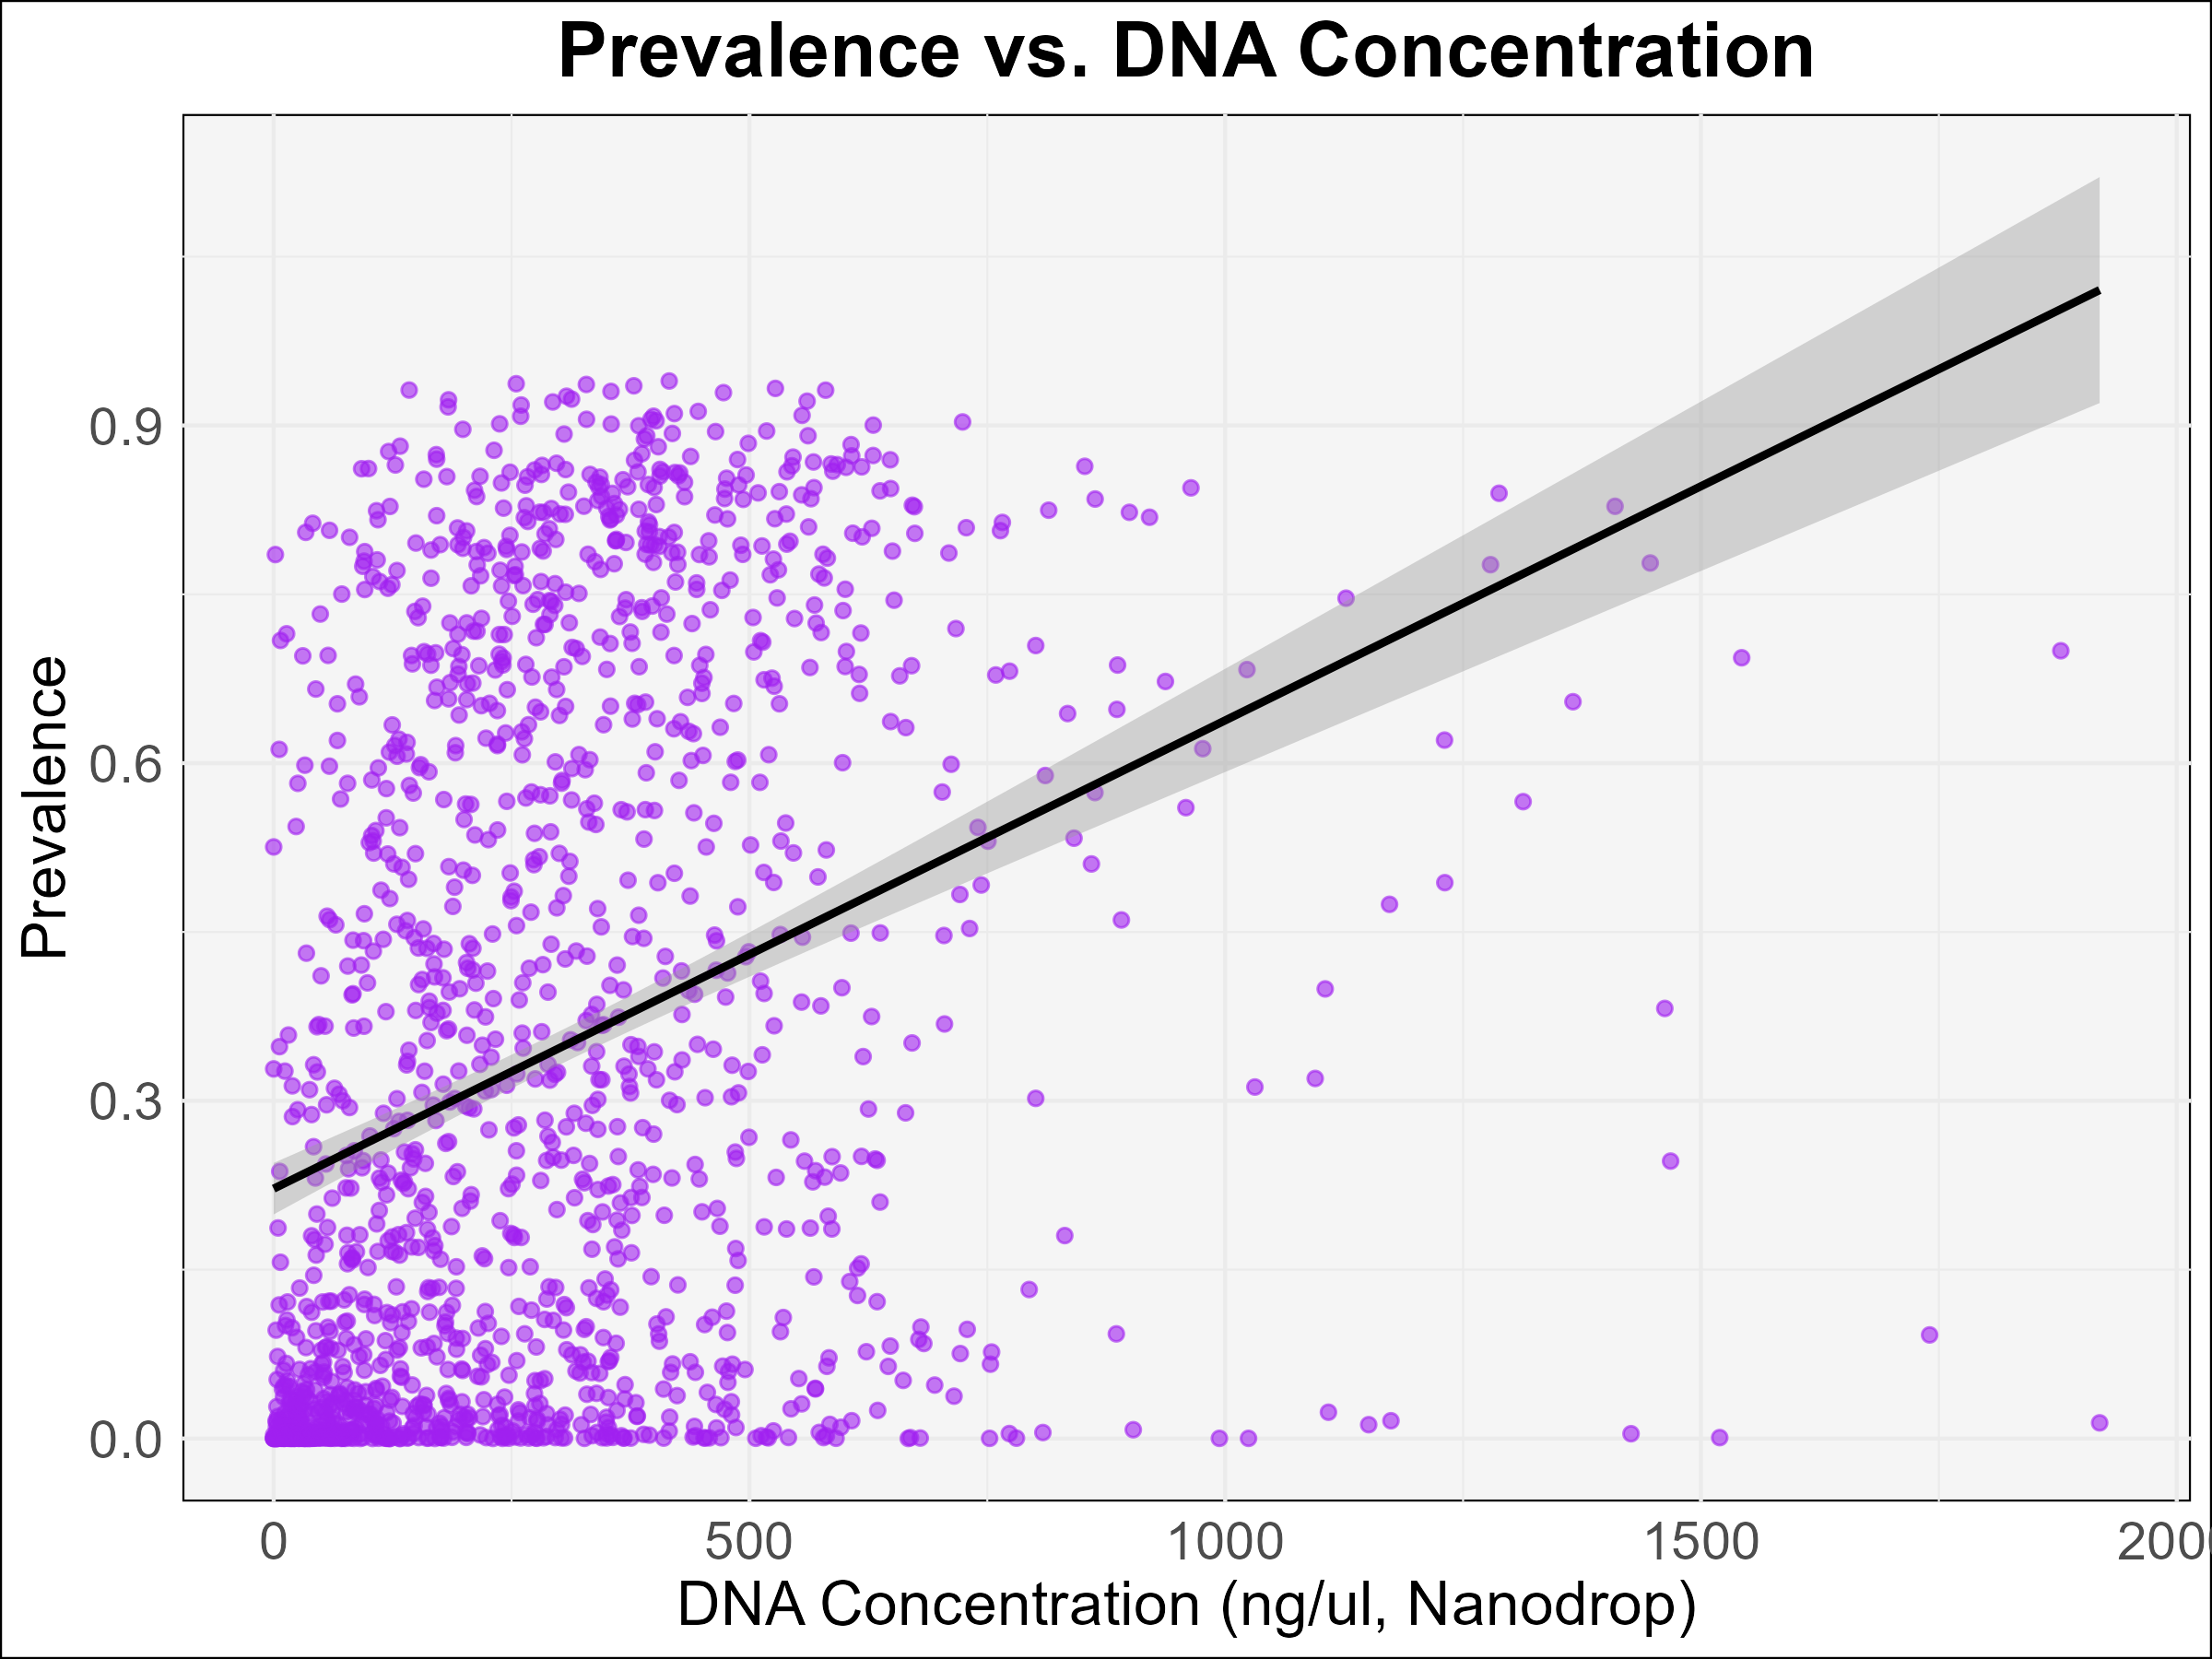 Prevalence vs. DNA Concentration
Prevalence
0.9
0.6
0.3
0.0
0 500 1000 1500 200
DNA Concentration (ng/ul, Nanodrop)